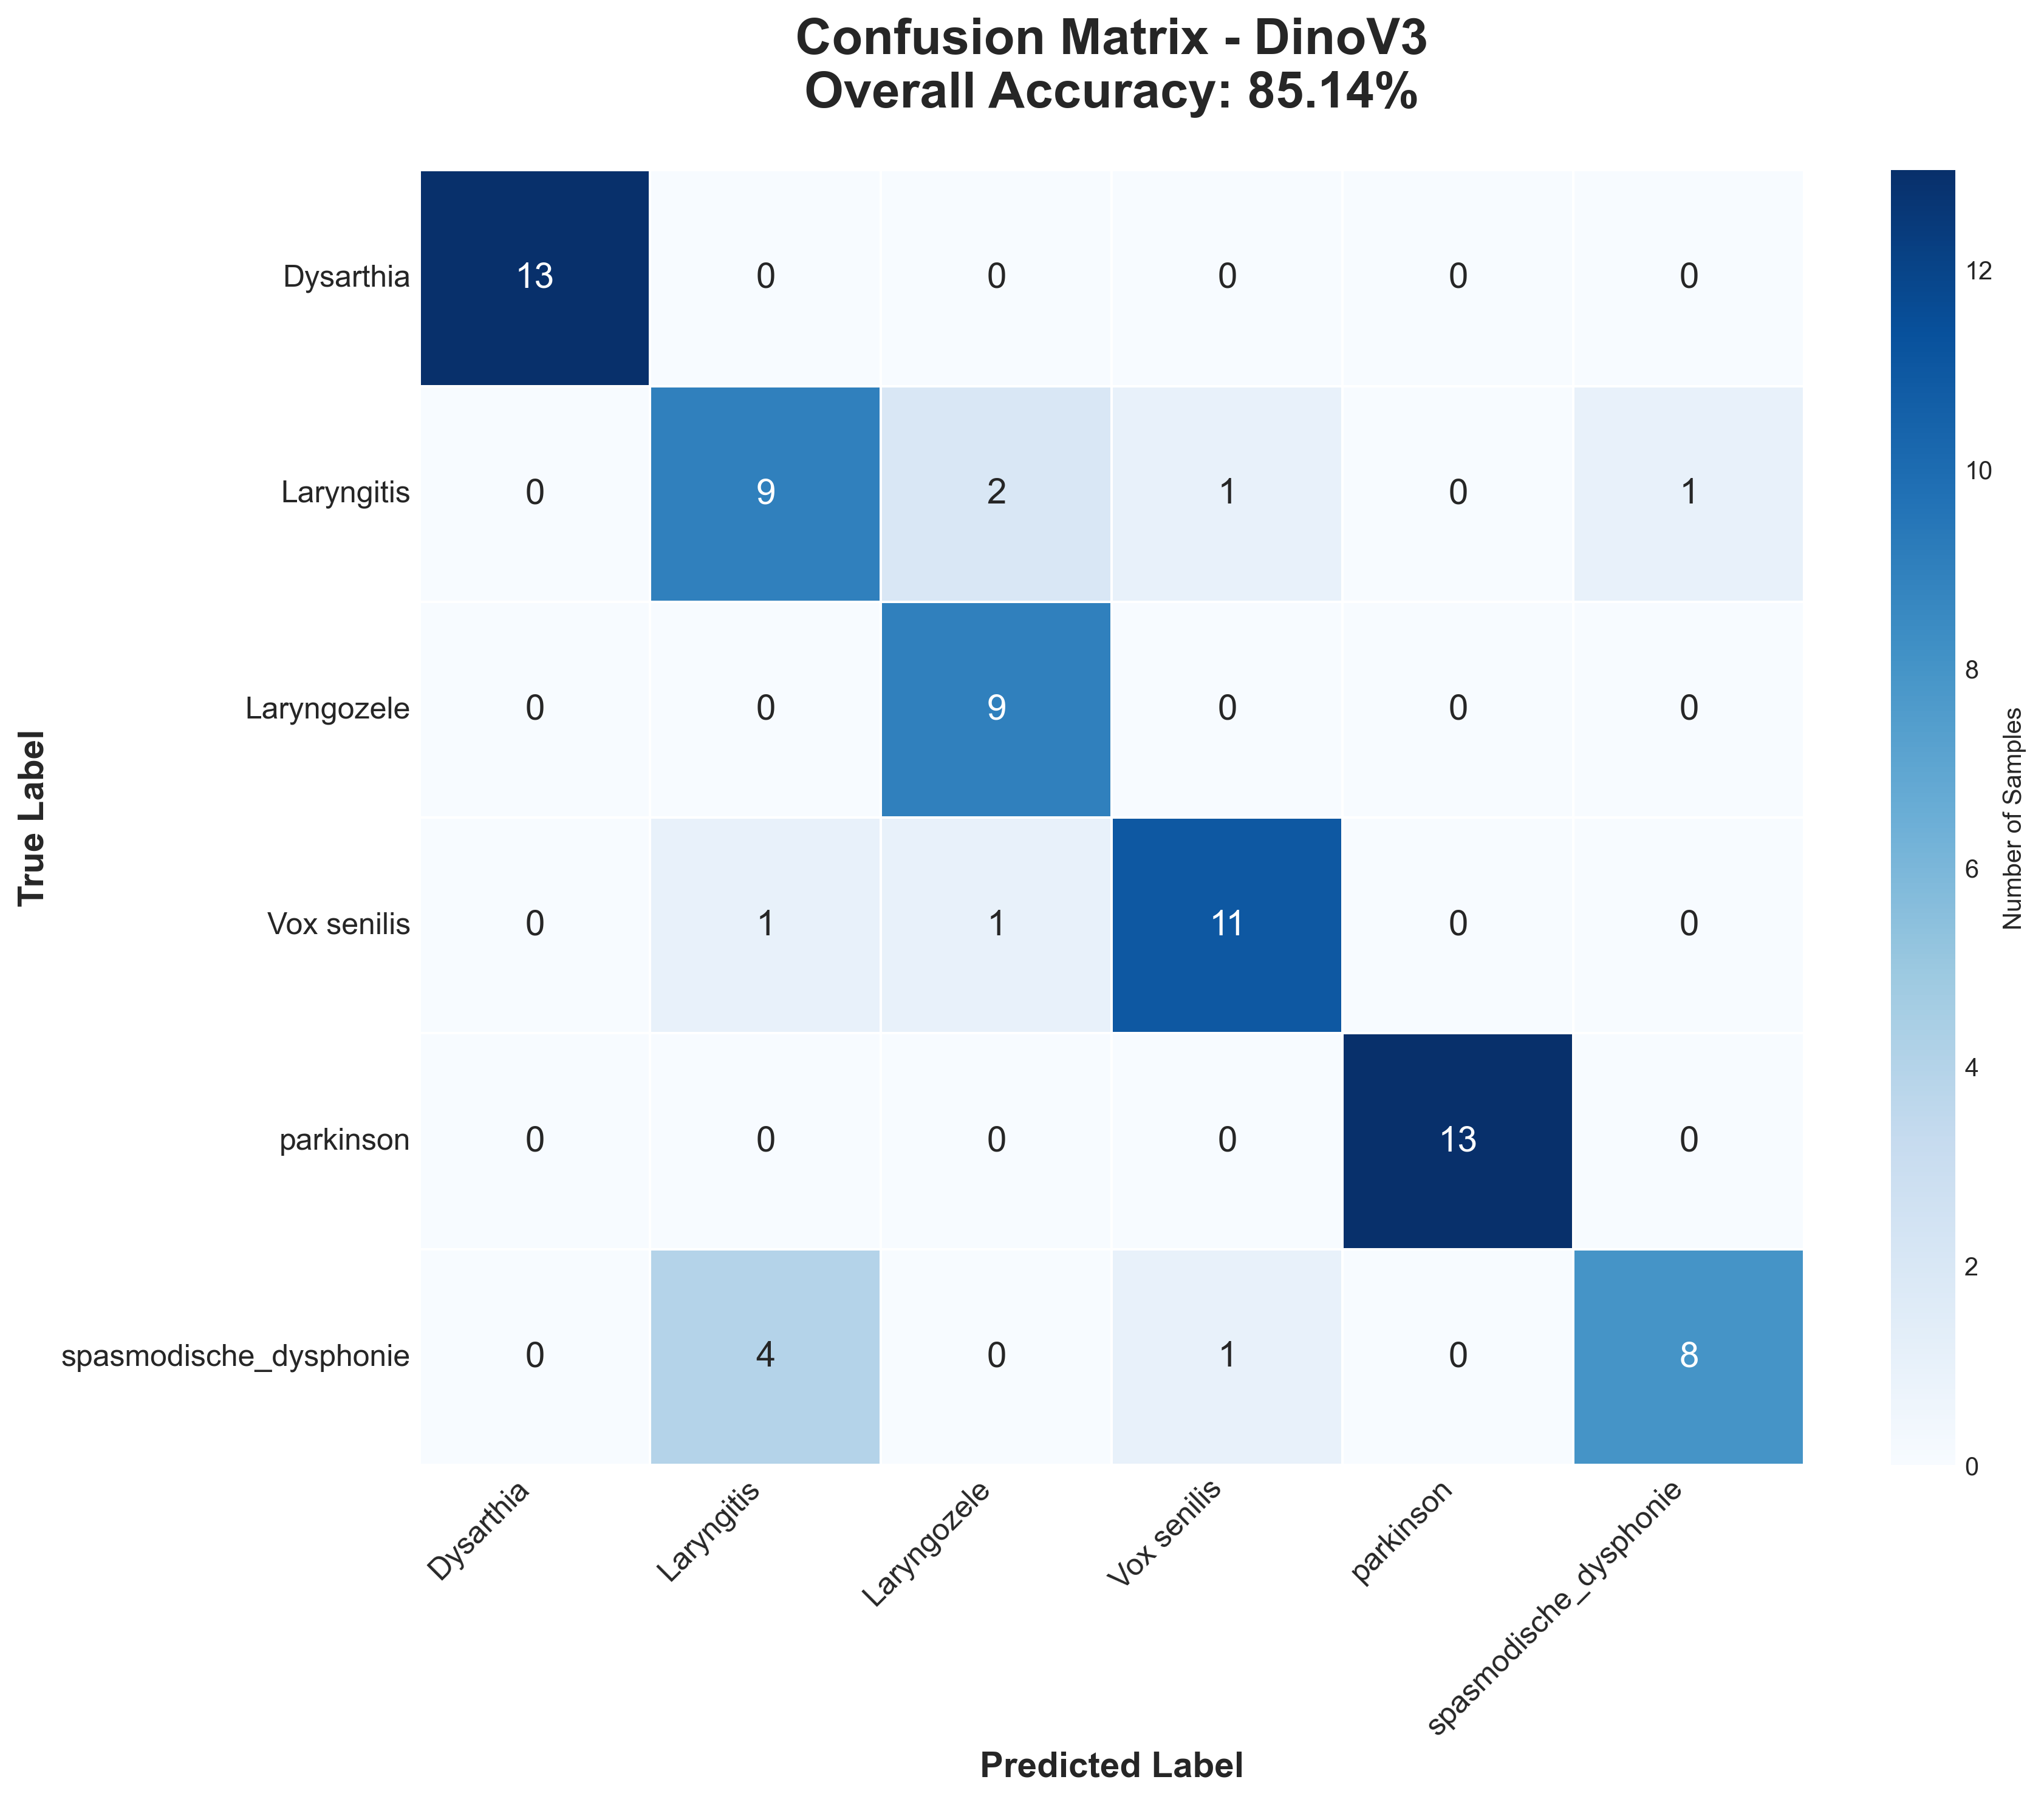 Confusion Matrix - DinoV3
Overall Accuracy: 85.14%
True Label
Dysarthia 13 0 0 0 0 0
Laryngitis 0 9 2 1 0 1
Laryngozele 0 0 9 0 0 0
Vox senilis 0 1 1 11 0 0
parkinson 0 0 0 0 13 0
spasmodische_dysphonie 0 4 0 1 0 8
Dysarthia
Laryngitis
Laryngozele
Vox senilis
parkinson
spasmodische_dysphonie
Predicted Label
12
10
8
6
4
2
0
Number of Samples